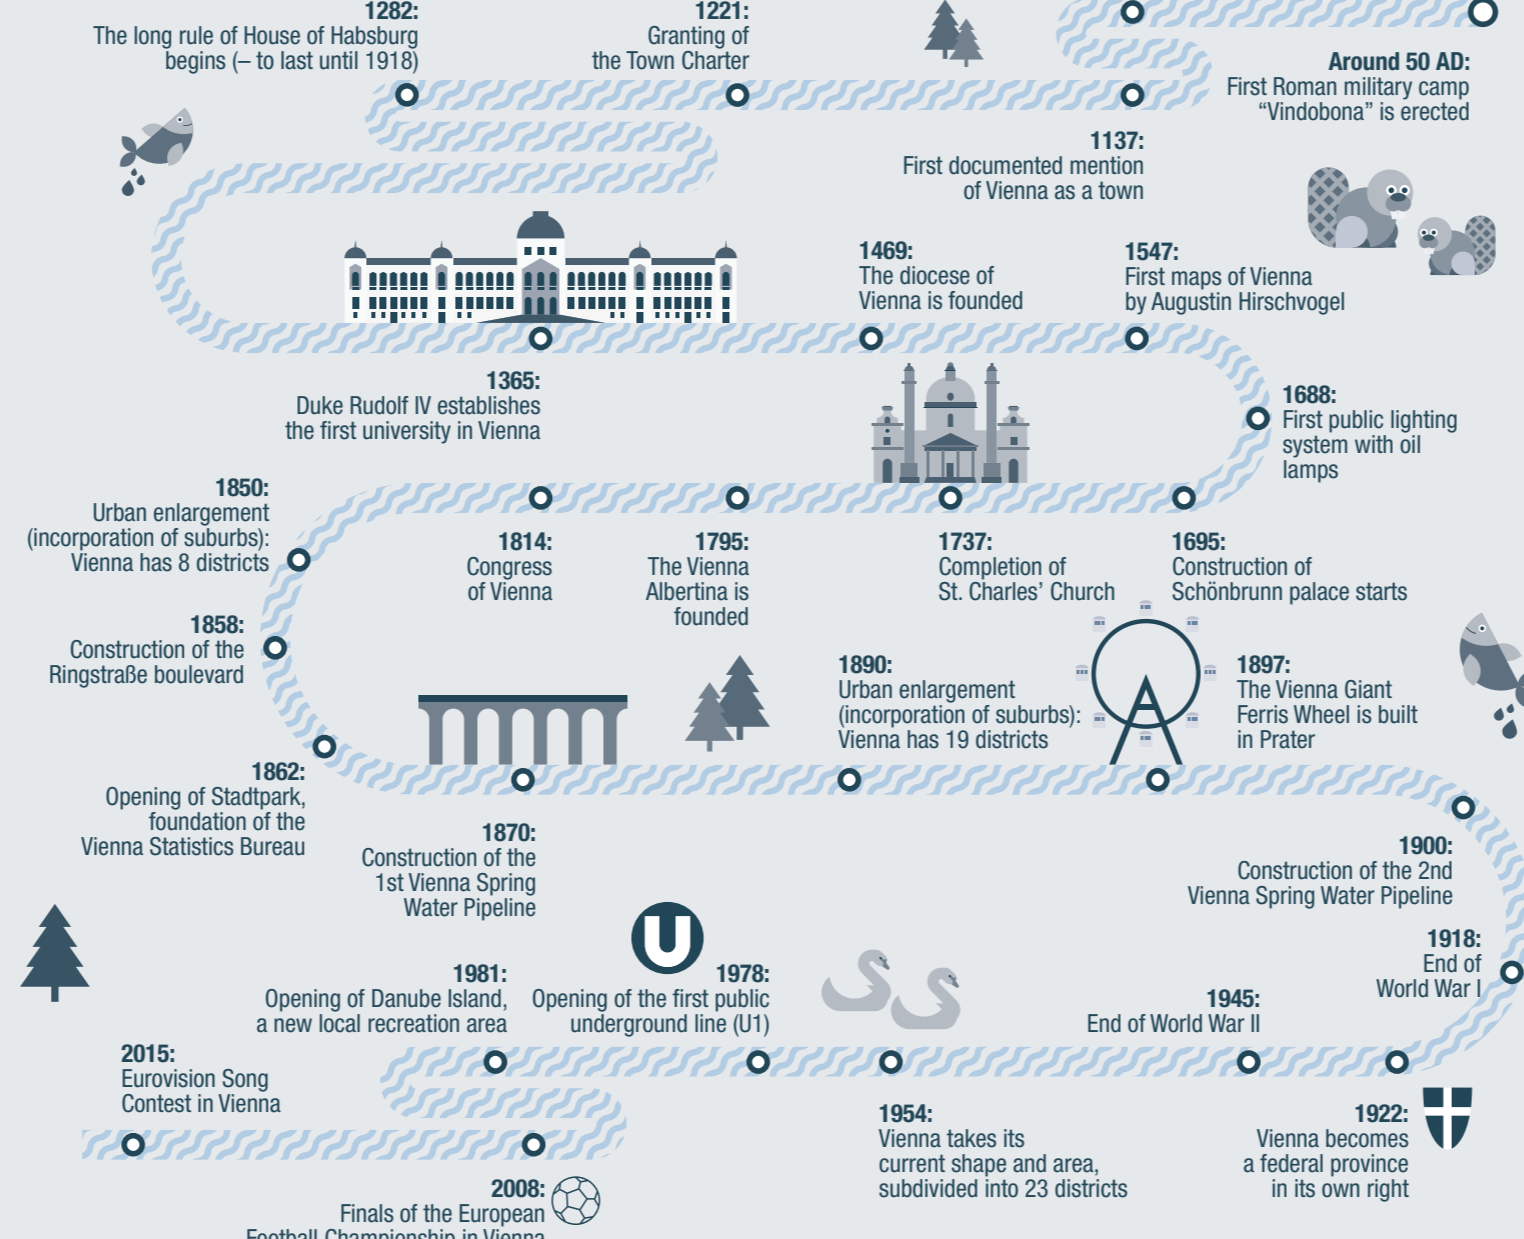 1282:
The long rule of House of Habsburg
begins (– to last until 1918)
1221:
Granting of
the Town Charter
Around 50 AD:
First Roman military camp
“Vindobona” is erected
1137:
First documented mention
of Vienna as a town
1469:
The diocese of
Vienna is founded
1547:
First maps of Vienna
by Augustin Hirschvogel
1365:
Duke Rudolf IV establishes
the first university in Vienna
1688:
First public lighting
system with oil
lamps
1850:
Urban enlargement
(incorporation of suburbs):
Vienna has 8 districts
1814:
Congress
of Vienna
1795:
The Vienna
Albertina is
founded
1737:
Completion of
St. Charles’ Church
1695:
Construction of
Schönbrunn palace starts
1858:
Construction of the
Ringstraße boulevard
1890:
Urban enlargement
(incorporation of suburbs):
Vienna has 19 districts
1897:
The Vienna Giant
Ferris Wheel is built
in Prater
1862:
Opening of Stadtpark,
foundation of the
Vienna Statistics Bureau
1870:
Construction of the
1st Vienna Spring
Water Pipeline
1900:
Construction of the 2nd
Vienna Spring Water Pipeline
U
1918:
End of
World War I
1981:
Opening of Danube Island,
a new local recreation area
1978:
Opening of the first public
underground line (U1)
1945:
End of World War II
2015:
Eurovision Song
Contest in Vienna
1954:
Vienna takes its
current shape and area,
subdivided into 23 districts
1922:
Vienna becomes
a federal province
in its own right
2008:
Finals of the European
Football Championship in Vienna